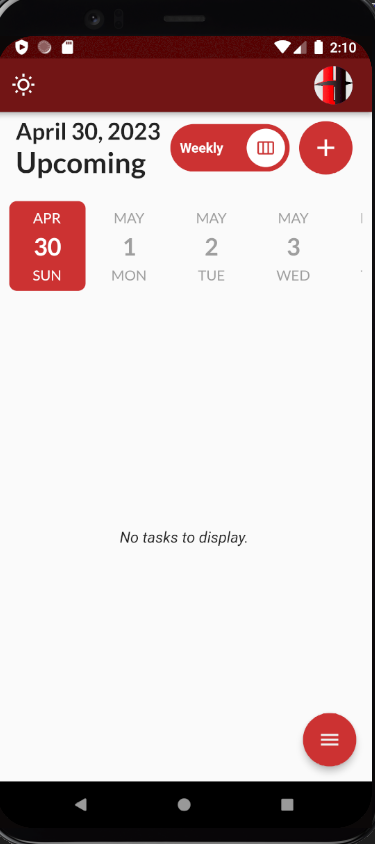 2:10
April 30, 2023
Upcoming
Weekly
APR MAY MAY MAY
30 1 2 3
SUN MON TUE WED
No tasks to display.